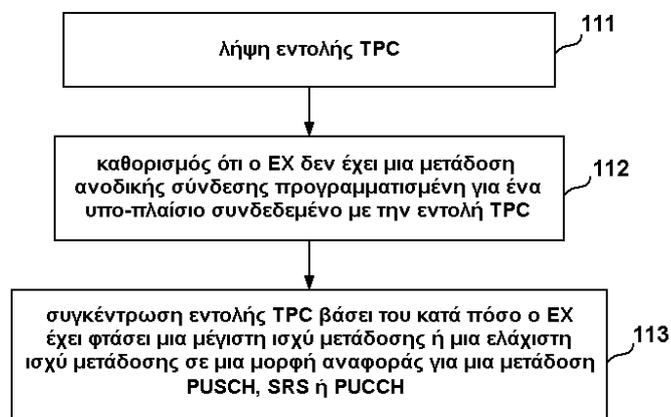 λήψη εντολής TPC
111
καθορισμός ότι ο ΕΧ δεν έχει μια μετάδοση
ανοδικής σύνδεσης προγραμματισμένη για ένα
υπο-πλαίσιο συνδεδεμένο με την εντολή TPC
112
συγκέντρωση εντολής TPC βάσει του κατά πόσο ο ΕΧ
έχει φτάσει μια μέγιστη ισχύ μετάδοσης ή μια ελάχιστη
ισχύ μετάδοσης σε μια μορφή αναφοράς για μια μετάδοση
PUSCH, SRS ή PUCCH
113